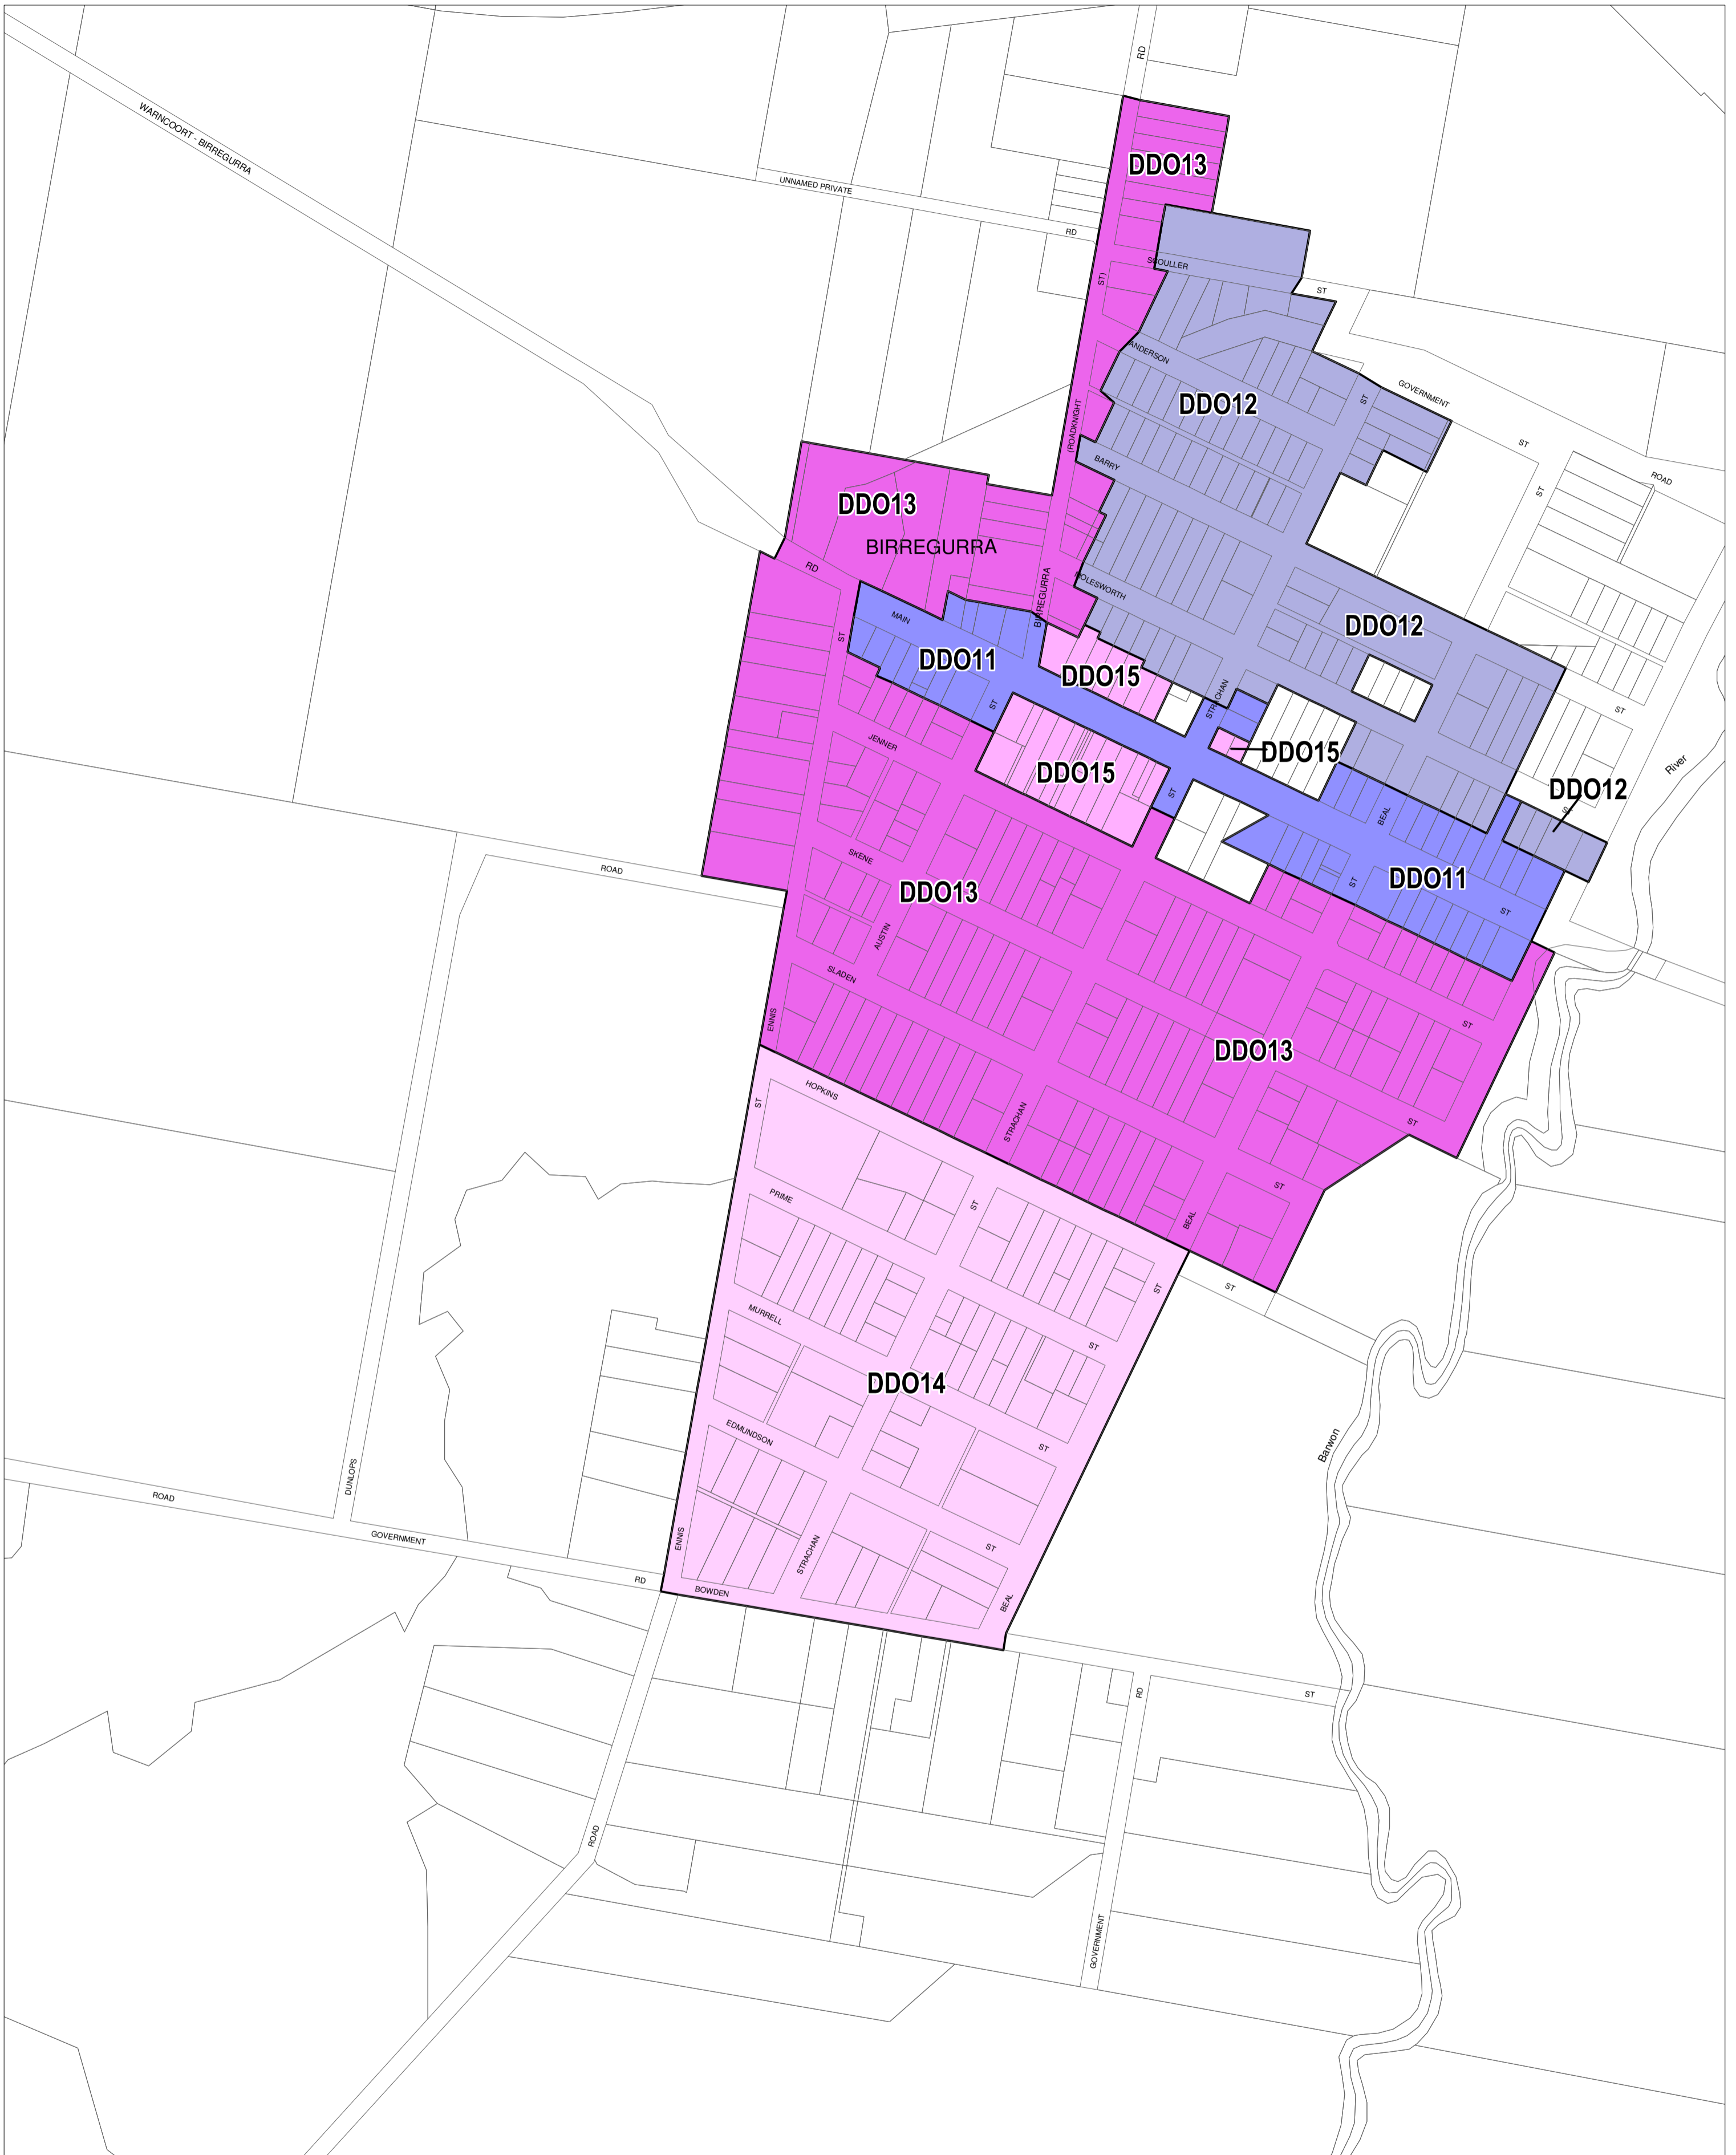 RD
WARNCOORT - BIRREGURRA
DDO13
UNNAMED PRIVATE
RD
SCOULLER
ST)
ST
ANDERSON
GOVERNMENT
DDO12
ST
(ROADKNIGHT
ST
BARRY
ROAD
ST
DDO13
BIRREGURRA
RD
MOLESWORTH
BIRREGURRA
MAIN
DDO12
ST
DDO11
DDO15
STRACHAN
ST
ST
JENNER
DDO15
River
DDO15
DDO12
ST
S
BEAL
SKENE
ROAD
DDO11
ST
DDO13
ST
AUSTIN
SLADEN
ENNIS
ST
DDO13
HOPKINS
ST
STRACHAN
ST
PRIME
ST
ST
BEAL
ST
ST
MURRELL
ST
DDO14
EDMUNDSON
ST
Barwon
DUNLOPS
ROAD
GOVERNMENT
ENNIS
STRACHAN
ST
RD
BOWDEN
BEAL
RD
ST
ROAD
GOVERNMENT